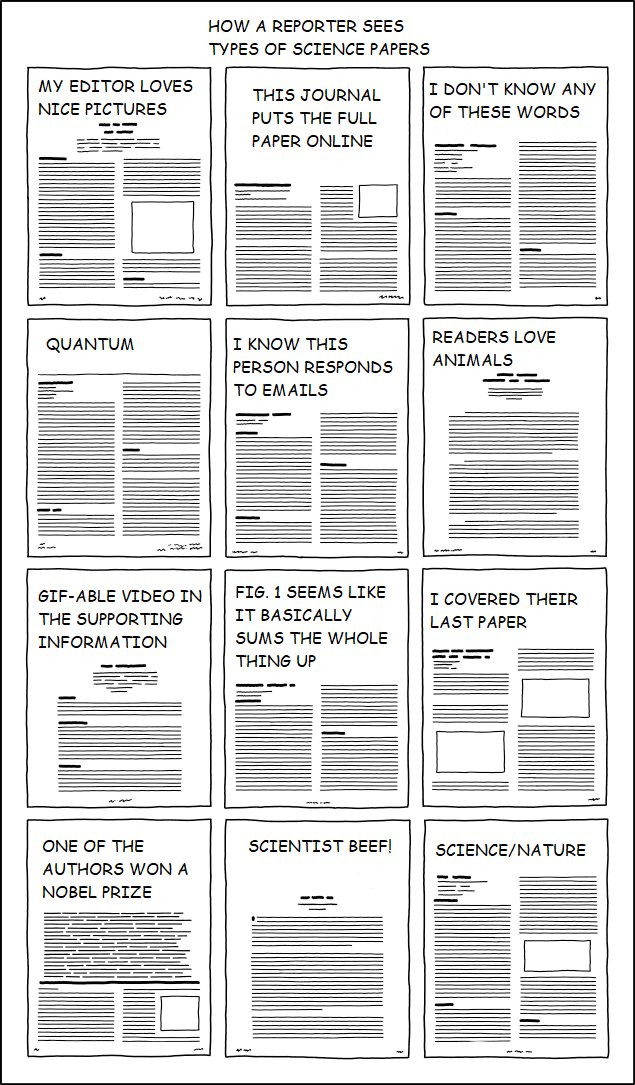 HOW A REPORTER SEES
TYPES OF SCIENCE PAPERS
MY EDITOR LOVES
NICE PICTURES
THIS JOURNAL
PUTS THE FULL
PAPER ONLINE
I DON'T KNOW ANY
OF THESE WORDS
QUANTUM
I KNOW THIS
PERSON RESPONDS
TO EMAILS
READERS LOVE
ANIMALS
GIF-ABLE VIDEO IN
THE SUPPORTING
INFORMATION
FIG. 1 SEEMS LIKE
IT BASICALLY
SUMS THE WHOLE
THING UP
I COVERED THEIR
LAST PAPER
ONE OF THE
AUTHORS WON A
NOBEL PRIZE
SCIENTIST BEEF!
SCIENCE/NATURE